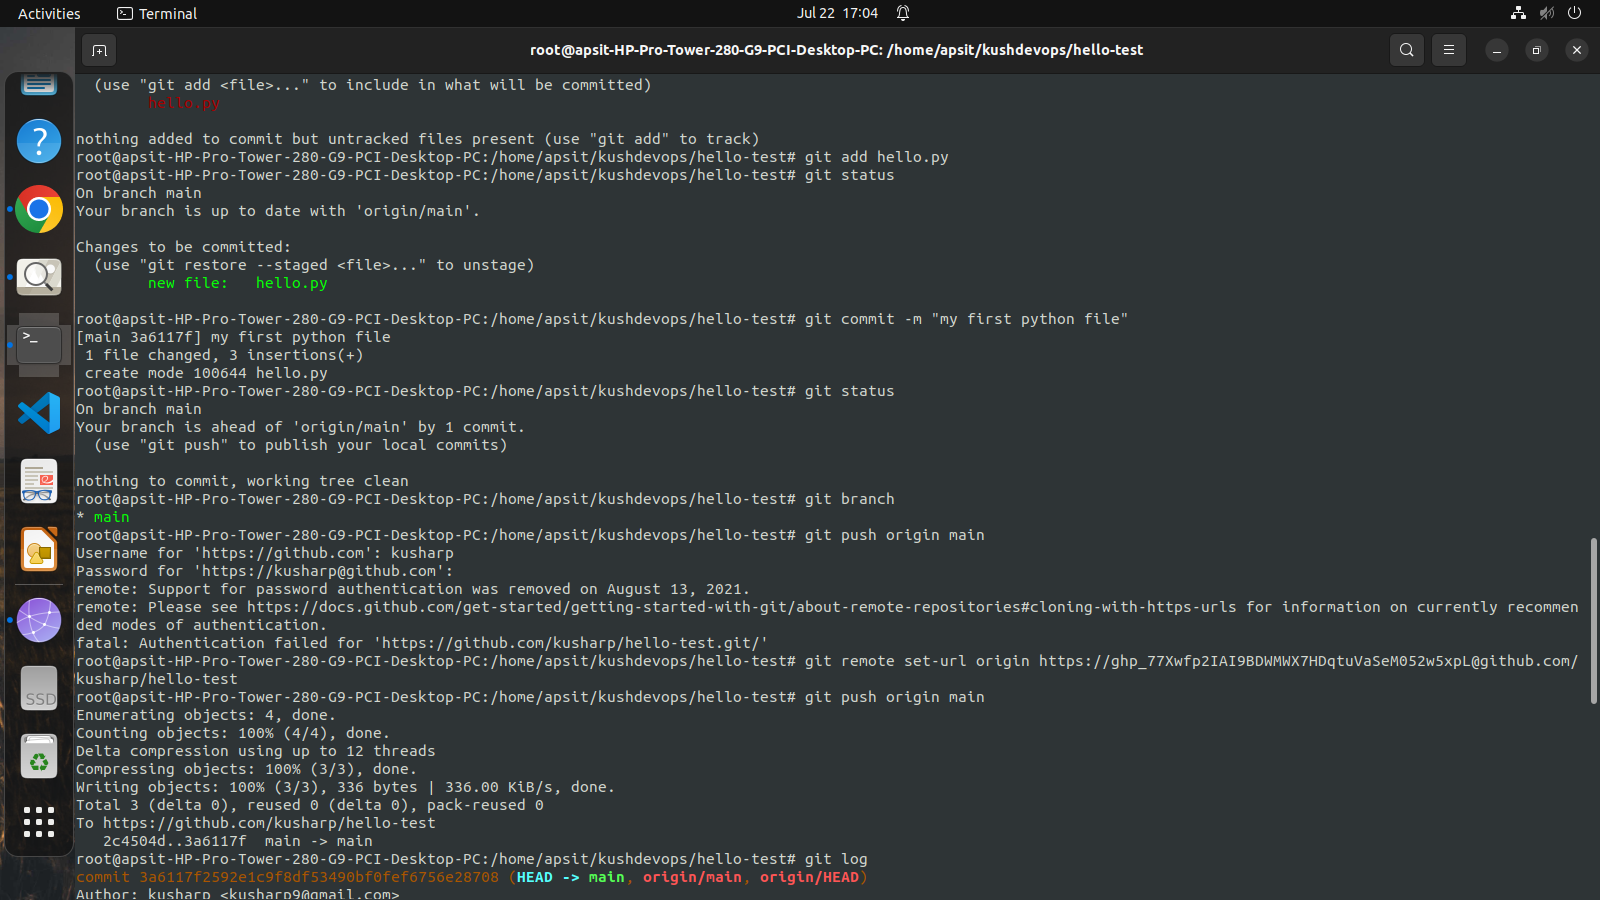 Activities
Terminal
Jul 22 17:04
root@apsit-HP-Pro-Tower-280-G9-PCI-Desktop-PC: /home/apsit/kushdevops/hello-test
(use "git add <file>..." to include in what will be committed)
hello.py
nothing added to commit but untracked files present (use "git add" to track)
root@apsit-HP-Pro-Tower-280-G9-PCI-Desktop-PC:/home/apsit/kushdevops/hello-test# git add hello.py
root@apsit-HP-Pro-Tower-280-G9-PCI-Desktop-PC:/home/apsit/kushdevops/hello-test# git status
On branch main
Your branch is up to date with 'origin/main'.
Changes to be committed:
(use "git restore --staged <file>..." to unstage)
new file:   hello.py
root@apsit-HP-Pro-Tower-280-G9-PCI-Desktop-PC:/home/apsit/kushdevops/hello-test# git commit -m "my first python file"
[main 3a6117f] my first python file
1 file changed, 3 insertions(+)
create mode 100644 hello.py
root@apsit-HP-Pro-Tower-280-G9-PCI-Desktop-PC:/home/apsit/kushdevops/hello-test# git status
On branch main
Your branch is ahead of 'origin/main' by 1 commit.
(use "git push" to publish your local commits)
nothing to commit, working tree clean
root@apsit-HP-Pro-Tower-280-G9-PCI-Desktop-PC:/home/apsit/kushdevops/hello-test# git branch
* main
root@apsit-HP-Pro-Tower-280-G9-PCI-Desktop-PC:/home/apsit/kushdevops/hello-test# git push origin main
Username for 'https://github.com': kusharp
Password for 'https://kusharp@github.com':
remote: Support for password authentication was removed on August 13, 2021.
remote: Please see https://docs.github.com/get-started/getting-started-with-git/about-remote-repositories#cloning-with-https-urls for information on currently recommen
ded modes of authentication.
fatal: Authentication failed for 'https://github.com/kusharp/hello-test.git/'
root@apsit-HP-Pro-Tower-280-G9-PCI-Desktop-PC:/home/apsit/kushdevops/hello-test# git remote set-url origin https://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@github.com/
kusharp/hello-test
root@apsit-HP-Pro-Tower-280-G9-PCI-Desktop-PC:/home/apsit/kushdevops/hello-test# git push origin main
Enumerating objects: 4, done.
Counting objects: 100% (4/4), done.
Delta compression using up to 12 threads
Compressing objects: 100% (3/3), done.
Writing objects: 100% (3/3), 336 bytes | 336.00 KiB/s, done.
Total 3 (delta 0), reused 0 (delta 0), pack-reused 0
To https://github.com/kusharp/hello-test
2c4504d..3a6117f  main -> main
root@apsit-HP-Pro-Tower-280-G9-PCI-Desktop-PC:/home/apsit/kushdevops/hello-test# git log
commit 3a6117f2592e1c9f8df53490bf0fef6756e28708 (HEAD -> main, origin/main, origin/HEAD)
Author: kusharp <kusharp9@gmail.com>
SSD